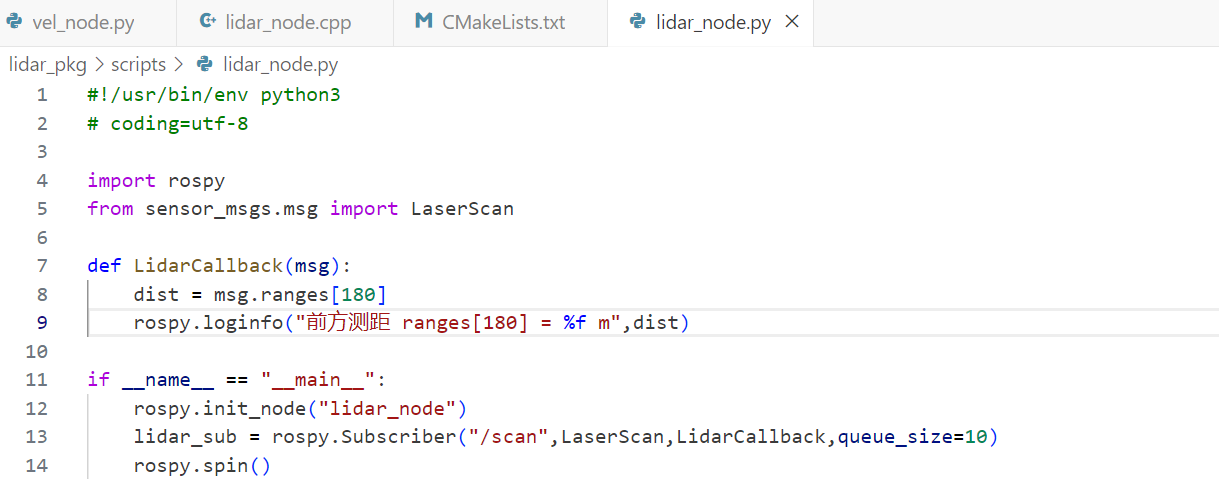 vel_node.py lidar_node.cpp CMakeLists.txt lidar_node.py
lidar_pkg > scripts > lidar_node.py
1 #!/usr/bin/env python3
2 # coding=utf-8
3
4 import rospy
5 from sensor_msgs.msg import LaserScan
6
7 def LidarCallback(msg):
8     dist = msg.ranges[180]
9     rospy.loginfo("前方测距 ranges[180] = %f m",dist)
10
11 if __name__ == "__main__":
12     rospy.init_node("lidar_node")
13     lidar_sub = rospy.Subscriber("/scan",LaserScan,LidarCallback,queue_size=10)
14     rospy.spin()